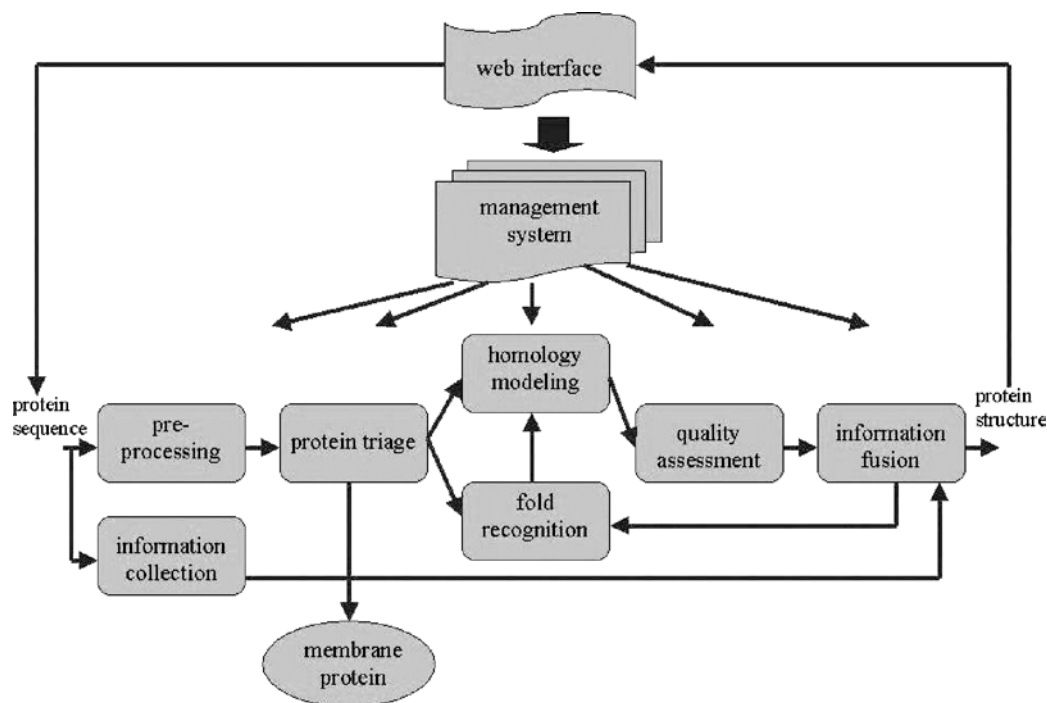 web interface
management
system
homology
modeling
protein
sequence
pre-
processing
protein triage
quality
assessment
information
fusion
protein
structure
fold
recognition
information
collection
membrane
protein